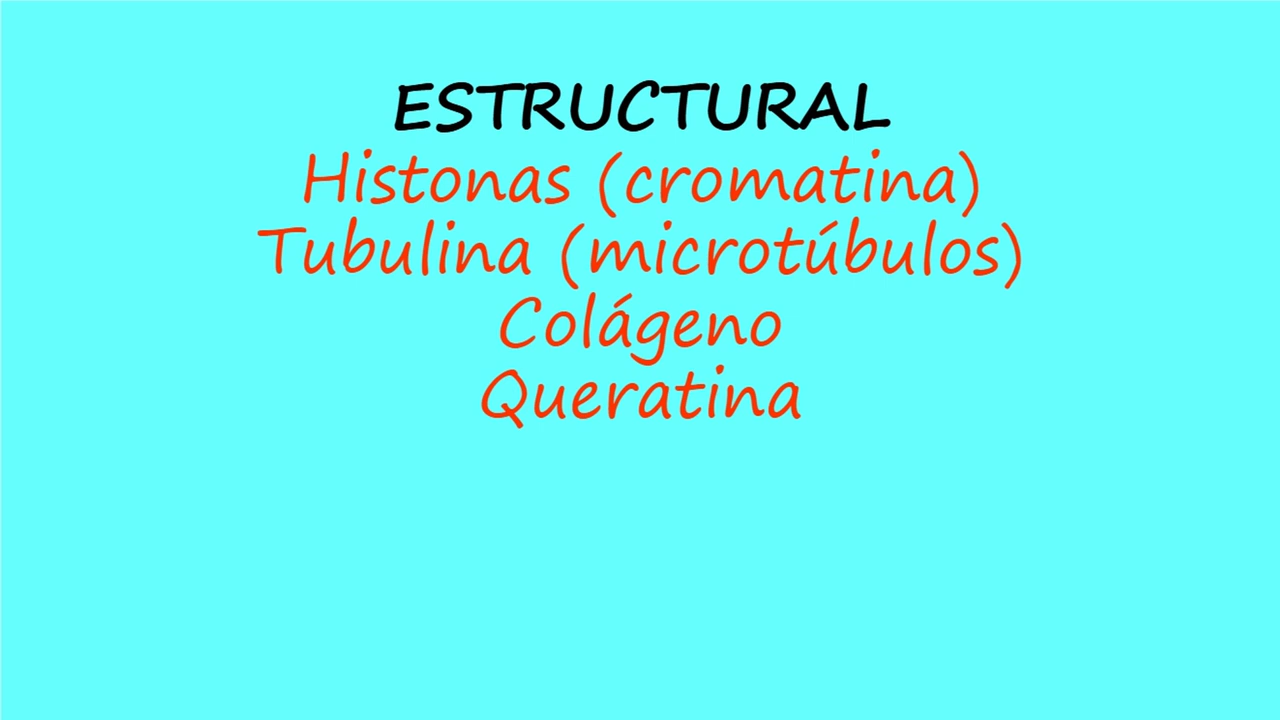 ESTRUCTURAL
Histonas (cromatina)
Tubulina (microtúbulos)
Colágeno
Queratina